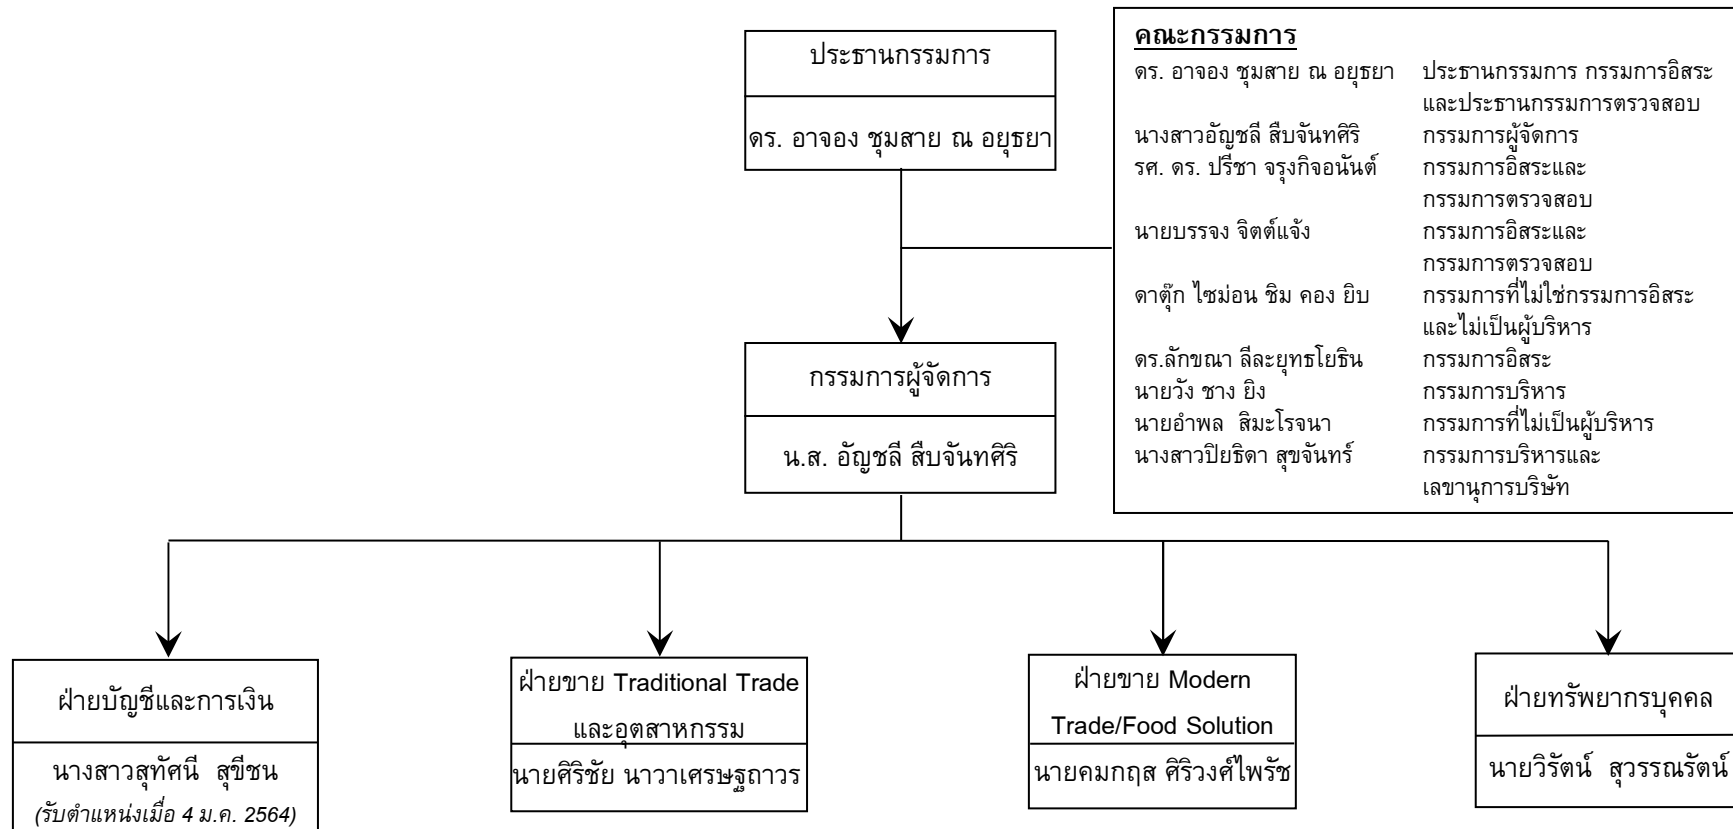 ประธานกรรมการ
ดร. อาจอง ชุมสาย ณ อยุธยา
คณะกรรมการ
ดร. อาจอง ชุมสาย ณ อยุธยา ประธานกรรมการ กรรมการอิสระ
และประธานกรรมการตรวจสอบ
นางสาวอัญชลี สืบจันทศิริ กรรมการผู้จัดการ
รศ. ดร. ปรีชา จรุงกิจอนันต์ กรรมการอิสระและ
กรรมการตรวจสอบ
นายบรรจง จิตต์แจ้ง กรรมการอิสระและ
กรรมการตรวจสอบ
ดาตุ๊ก ไซม่อน ชิม คอง ยิบ กรรมการที่ไม่ใช่กรรมการอิสระ
และไม่เป็นผู้บริหาร
ดร.ลักขณา ลีละยุทธโยธิน กรรมการอิสระ
นายวัง ชาง ยิง กรรมการบริหาร
นายอำพล สิมะโรจนา กรรมการที่ไม่เป็นผู้บริหาร
นางสาวปิยธิดา สุขจันทร์ กรรมการบริหารและ
เลขานุการบริษัท
กรรมการผู้จัดการ
น.ส. อัญชลี สืบจันทศิริ
ฝ่ายบัญชีและการเงิน
นางสาวสุทัศนี สุขีชน
(รับตำแหน่งเมื่อ 4 ม.ค. 2564)
ฝ่ายขาย Traditional Trade
และอุตสาหกรรม
นายศิริชัย นาวาเศรษฐถาวร
ฝ่ายขาย Modern
Trade/Food Solution
นายคมกฤส ศิริวงศ์ไพรัช
ฝ่ายทรัพยากรบุคคล
นายวิรัตน์ สุวรรณรัตน์